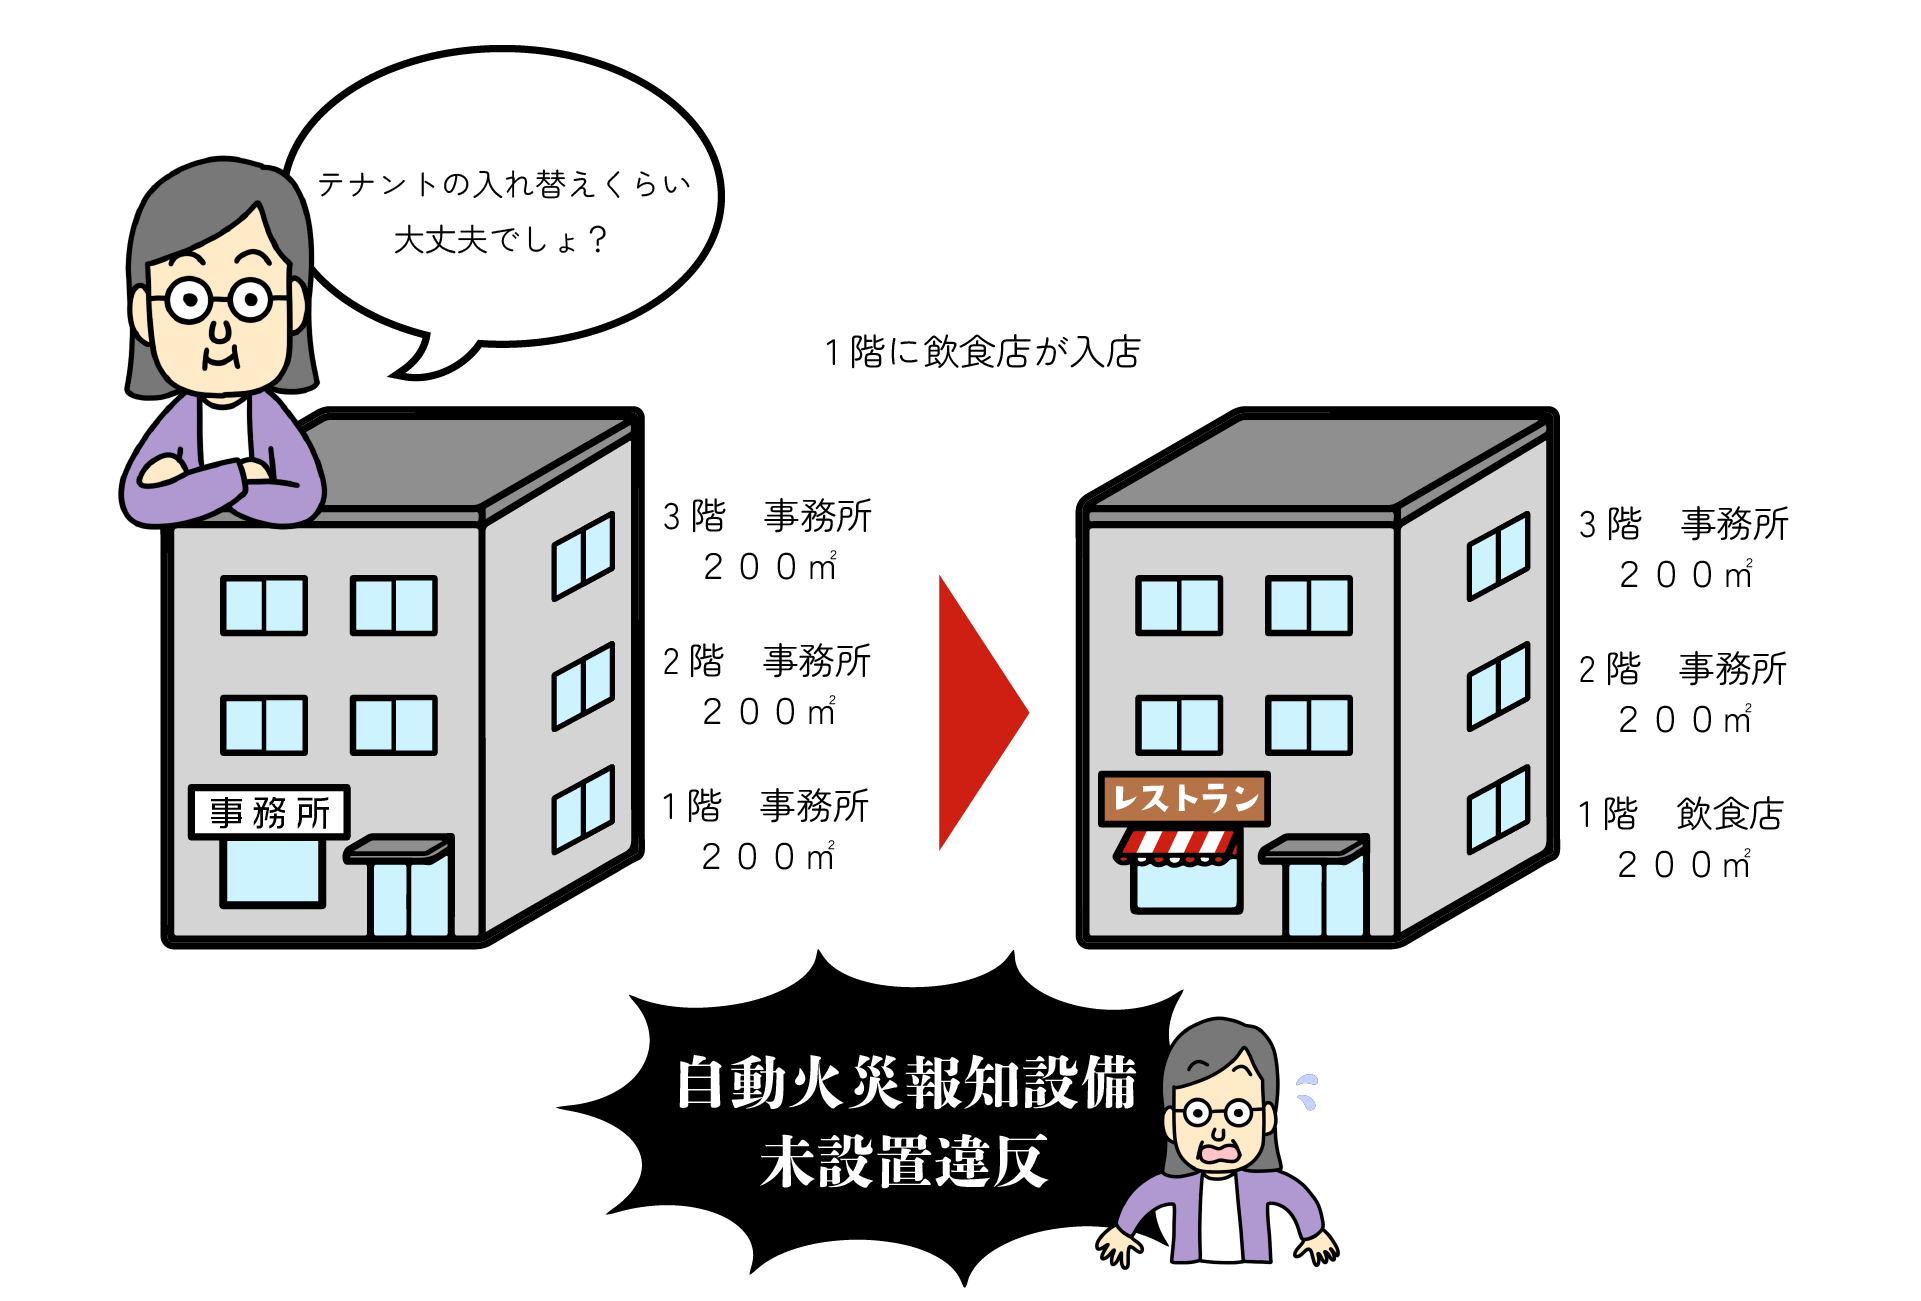 テナントの入れ替えくらい
大丈夫でしょ？
１階に飲食店が入店
３階　事務所
２００㎡
２階　事務所
２００㎡
１階　事務所
２００㎡
事務所
３階　事務所
２００㎡
２階　事務所
２００㎡
１階　飲食店
２００㎡
レストラン
自動火災報知設備
未設置違反